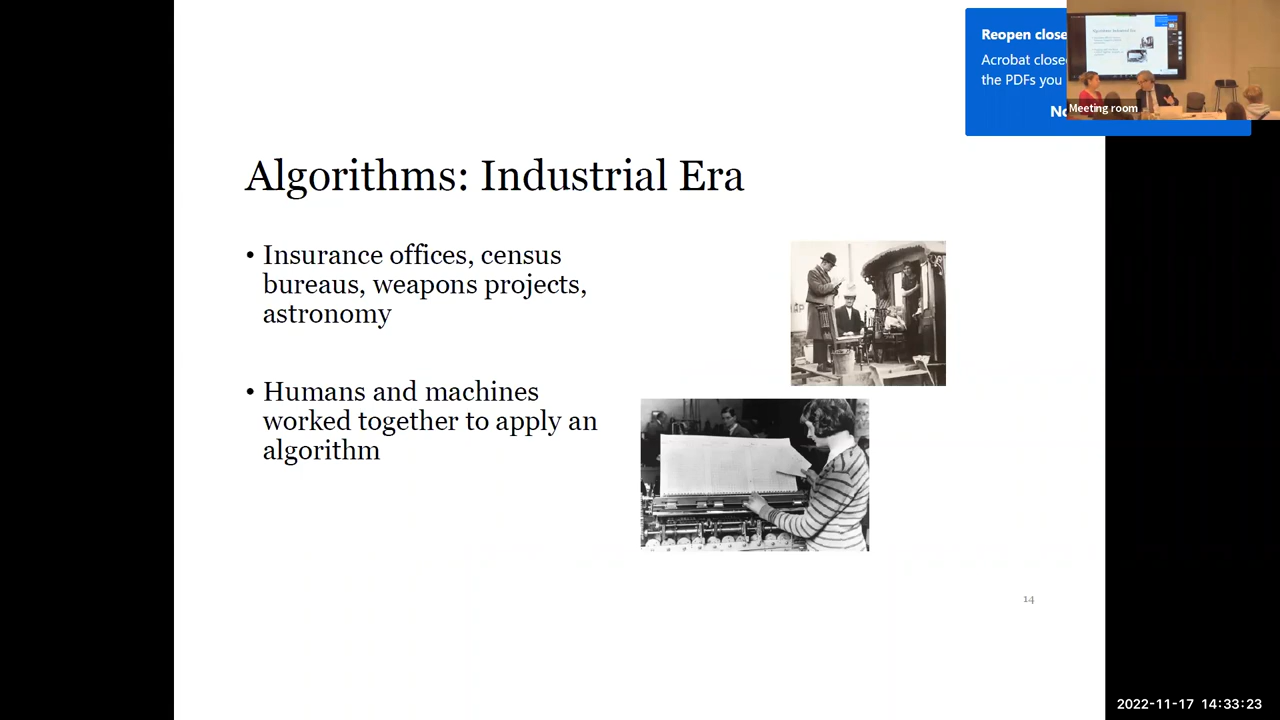 Reopen close
Acrobat close
the PDFs you
Meeting room
Algorithms: Industrial Era
• Insurance offices, census
bureaus, weapons projects,
astronomy
• Humans and machines
worked together to apply an
algorithm
14
2022-11-17 14:33:23